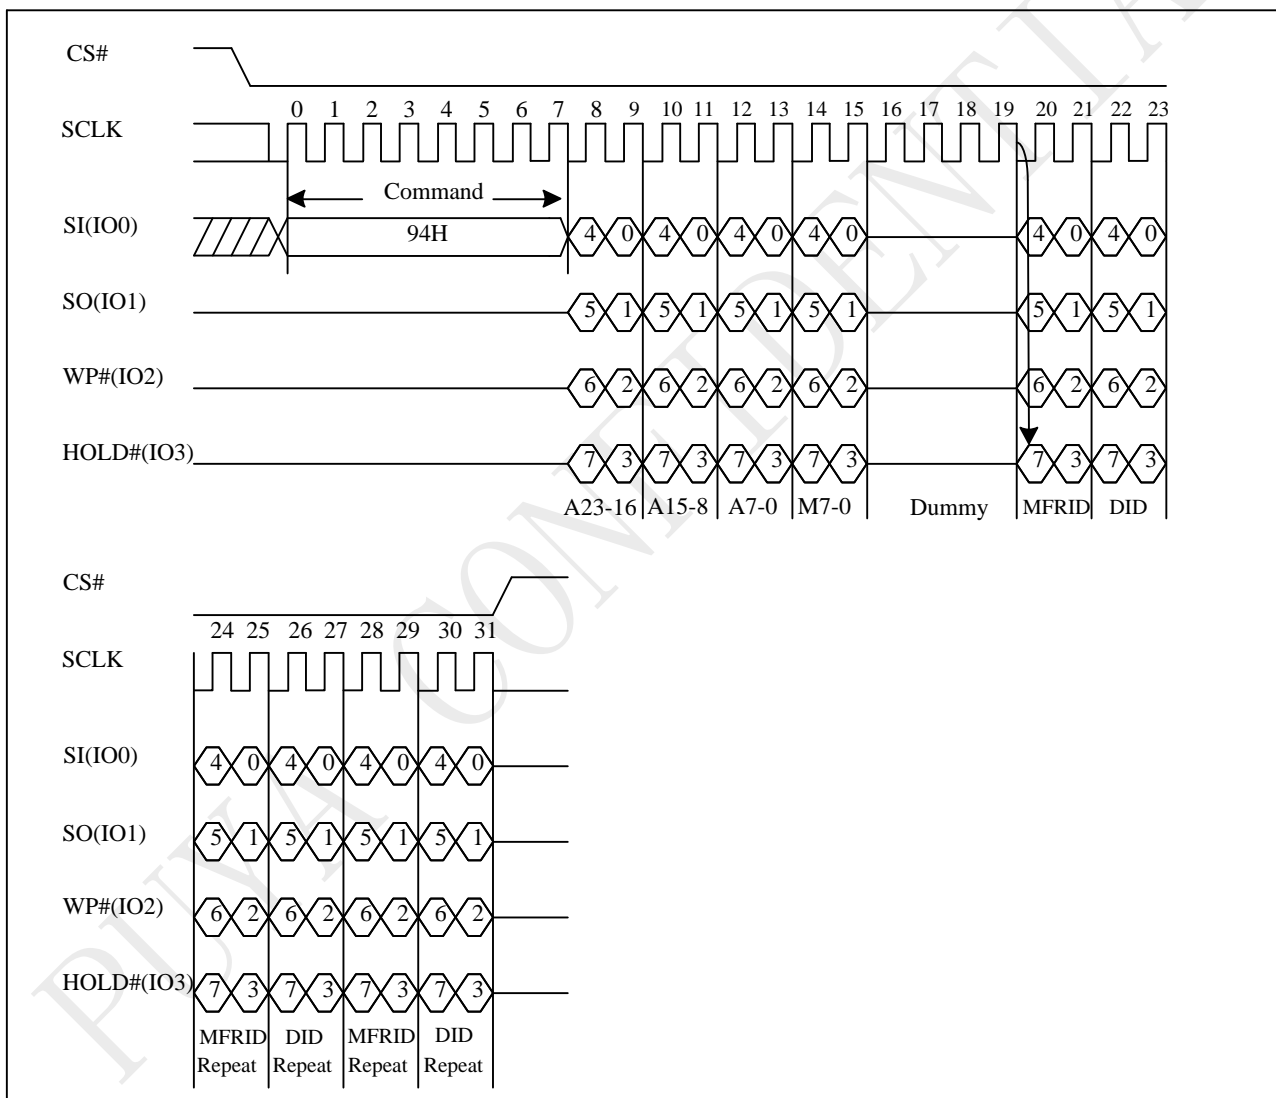 CS#
0 1 2 3 4 5 6 7 8 9 10 11 12 13 14 15 16 17 18 19 20 21 22 23
SCLK
Command
SI(IO0) 94H 4 0 4 0 4 0 4 0 4 0 4 0
SO(IO1) 5 1 5 1 5 1 5 1 5 1 5 1
WP#(IO2) 6 2 6 2 6 2 6 2 6 2 6 2
HOLD#(IO3) 7 3 7 3 7 3 7 3 7 3 7 3
A23-16 A15-8 A7-0 M7-0 Dummy MFRID DID
CS#
24 25 26 27 28 29 30 31
SCLK
SI(IO0) 4 0 4 0 4 0 4 0
SO(IO1) 5 1 5 1 5 1 5 1
WP#(IO2) 6 2 6 2 6 2 6 2
HOLD#(IO3) 7 3 7 3 7 3 7 3
MFRID DID MFRID DID
Repeat Repeat Repeat Repeat
PUYA CONFIDENTIA